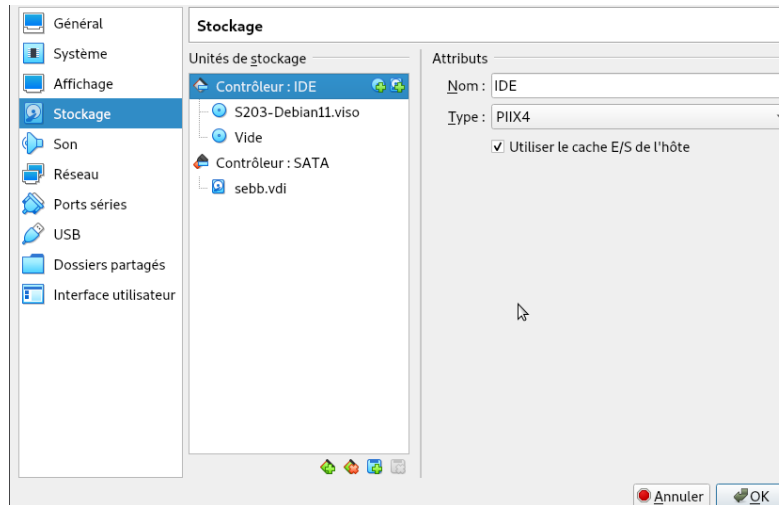 Général
Système
Affichage
Stockage
Son
Réseau
Ports séries
USB
Dossiers partagés
Interface utilisateur
Stockage
Unités de stockage
Contrôleur : IDE
S203-Debian11.viso
Vide
Contrôleur : SATA
sebb.vdi
Attributs
Nom : IDE
Type : PIIX4
Utiliser le cache E/S de l'hôte
Annuler
OK